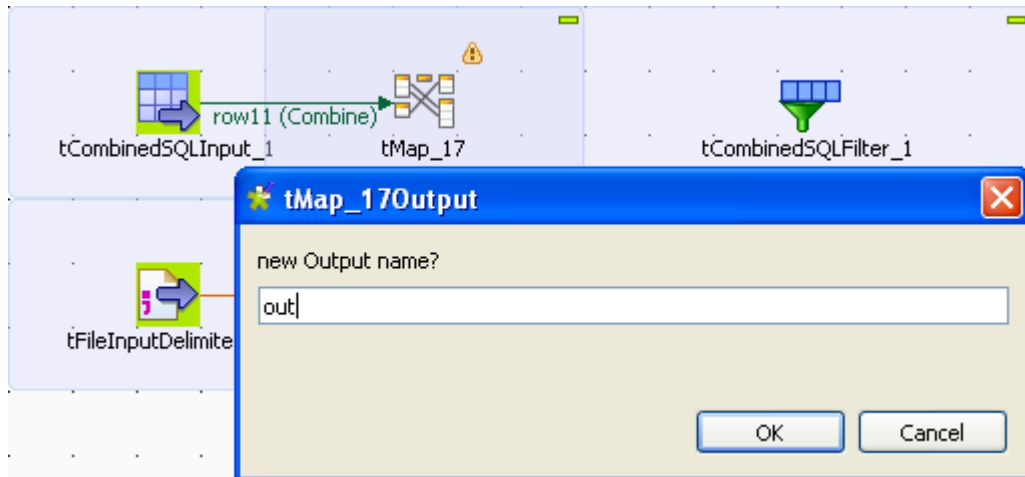 row11 (Combine)
tCombinedSQLInput_1
tMap_17
tCombinedSQLFilter_1
tMap_17Output
new Output name?
out
tFileInputDelimite
OK
Cancel